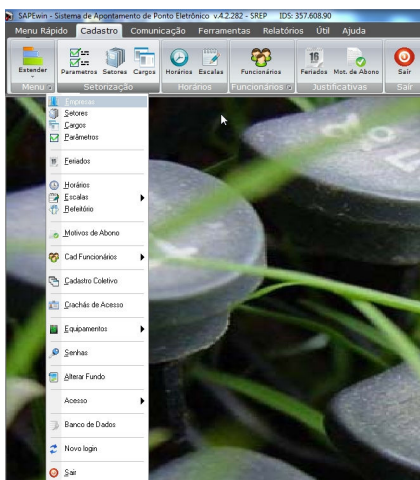 SAPEwin - Sistema de Apontamento de Ponto Eletrônico v.4.2.282 - SREP IDS: 357.608.90
Menu Rápido Cadastro Comunicação Ferramentas Relatórios Útil Ajuda
Extender Parametros Setores Cargos Horários Escalas Funcionários Feriados Mot. de Abono Sair
Menu Setorização Horários Funcionários Justificativas Sair
Empresas
Setores
Cargos
Parâmetros
Feriados
Horários
Escalas
Refeitório
Motivos de Abono
Cad Funcionários
Cadastro Coletivo
Crachás de Acesso
Equipamentos
Senhas
Alterar Fundo
Acesso
Banco de Dados
Novo login
Sair